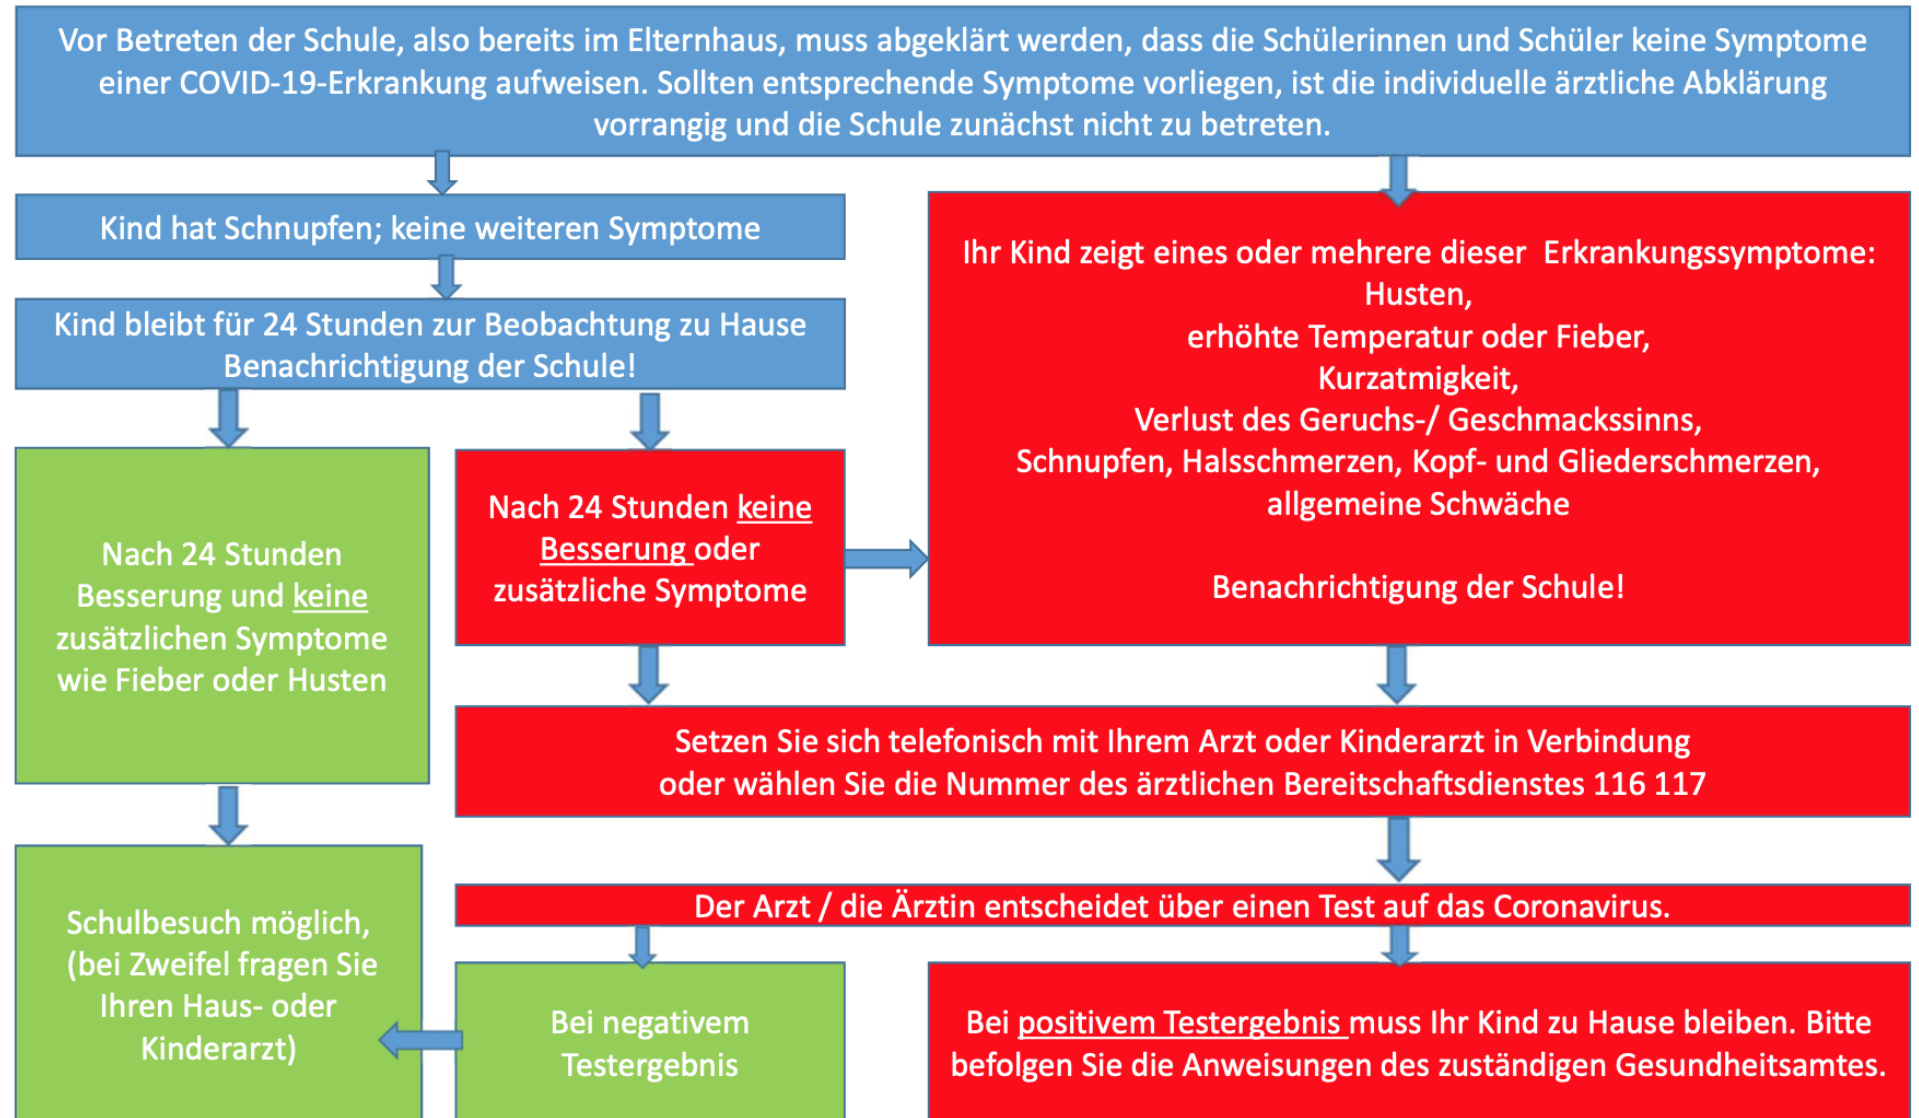 Vor Betreten der Schule, also bereits im Elternhaus, muss abgeklärt werden, dass die Schülerinnen und Schüler keine Symptome
einer COVID-19-Erkrankung aufweisen. Sollten entsprechende Symptome vorliegen, ist die individuelle ärztliche Abklärung
vorrangig und die Schule zunächst nicht zu betreten.
Kind hat Schnupfen; keine weiteren Symptome
Kind bleibt für 24 Stunden zur Beobachtung zu Hause
Benachrichtigung der Schule!
Nach 24 Stunden
Besserung und keine
zusätzlichen Symptome
wie Fieber oder Husten
Nach 24 Stunden keine
Besserung oder
zusätzliche Symptome
Ihr Kind zeigt eines oder mehrere dieser Erkrankungssymptome:
Husten,
erhöhte Temperatur oder Fieber,
Kurzatmigkeit,
Verlust des Geruchs-/ Geschmackssinns,
Schnupfen, Halsschmerzen, Kopf- und Gliederschmerzen,
allgemeine Schwäche
Benachrichtigung der Schule!
Setzen Sie sich telefonisch mit Ihrem Arzt oder Kinderarzt in Verbindung
oder wählen Sie die Nummer des ärztlichen Bereitschaftsdienstes 116 117
Der Arzt / die Ärztin entscheidet über einen Test auf das Coronavirus.
Schulbesuch möglich,
(bei Zweifel fragen Sie
Ihren Haus- oder
Kinderarzt)
Bei negativem
Testergebnis
Bei positivem Testergebnis muss Ihr Kind zu Hause bleiben. Bitte
befolgen Sie die Anweisungen des zuständigen Gesundheitsamtes.